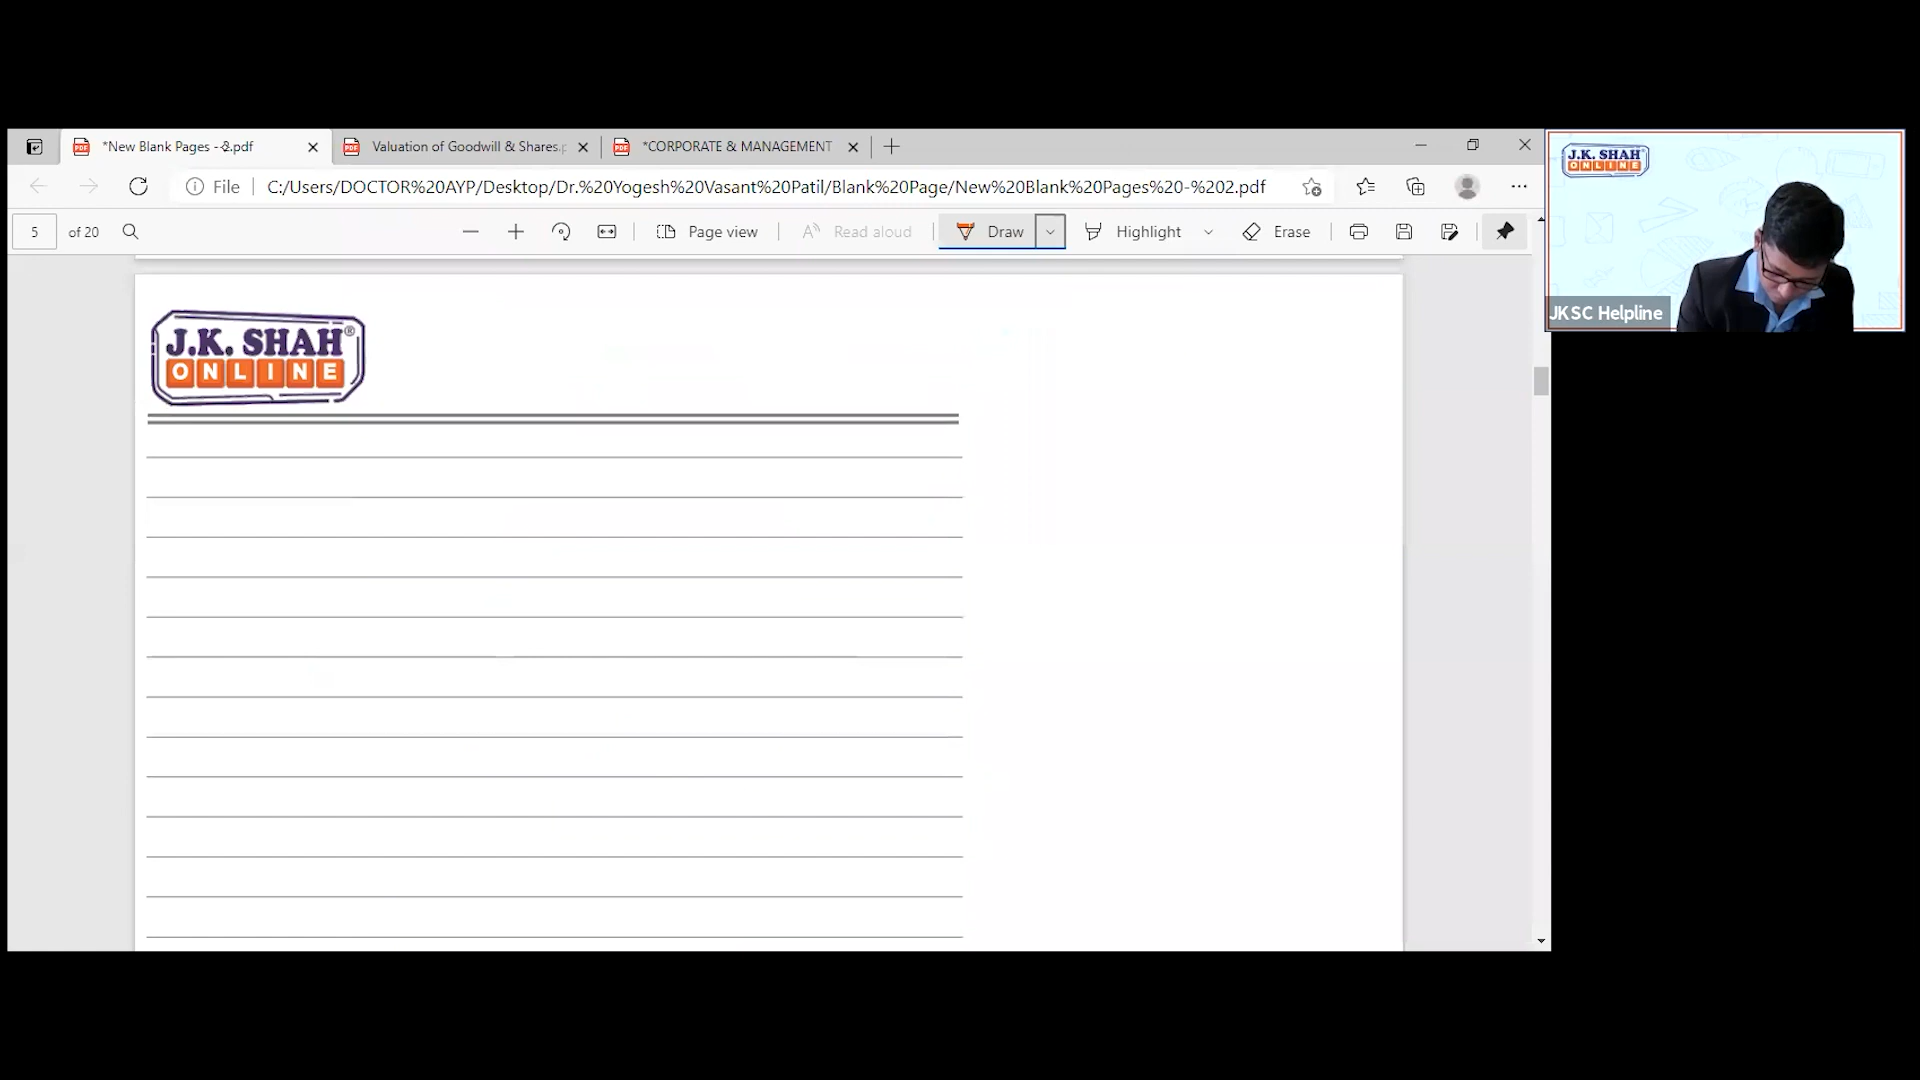 *New Blank Pages - 2.pdf
Valuation of Goodwill & Shares.p
*CORPORATE & MANAGEMENT
File
C:/Users/DOCTOR%20AYP/Desktop/Dr.%20Yogesh%20Vasant%20Patil/Blank%20Page/New%20Blank%20Pages%20-%202.pdf
5 of 20
Page view
Read aloud
Draw
Highlight
Erase
J.K. SHAH®
ONLINE
J.K. SHAH®
ONLINE
JKSC Helpline